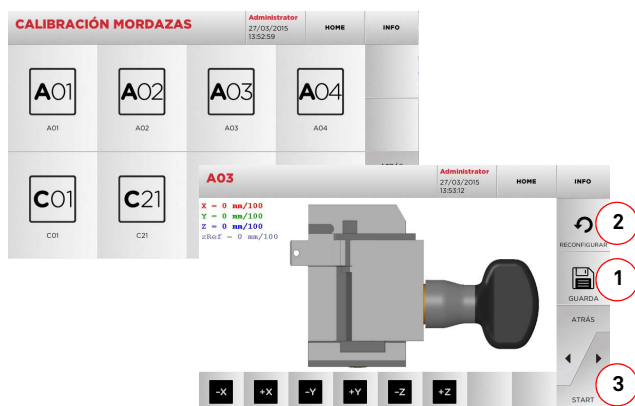 CALIBRACIÓN MORDAZAS
Administrator
27/03/2015
13:52:59
HOME
INFO
A01
A02
A03
A04
A01
A02
A03
A04
C01
C21
C01
C21
A03
Administrator
27/03/2015
13:53:12
HOME
INFO
X = 0 mm/100
Y = 0 mm/100
Z = 0 mm/100
zRef = 0 mm/100
2
RECONFIGURAR
1
GUARDA
ATRÁS
3
START
-X +X -Y +Y -Z +Z